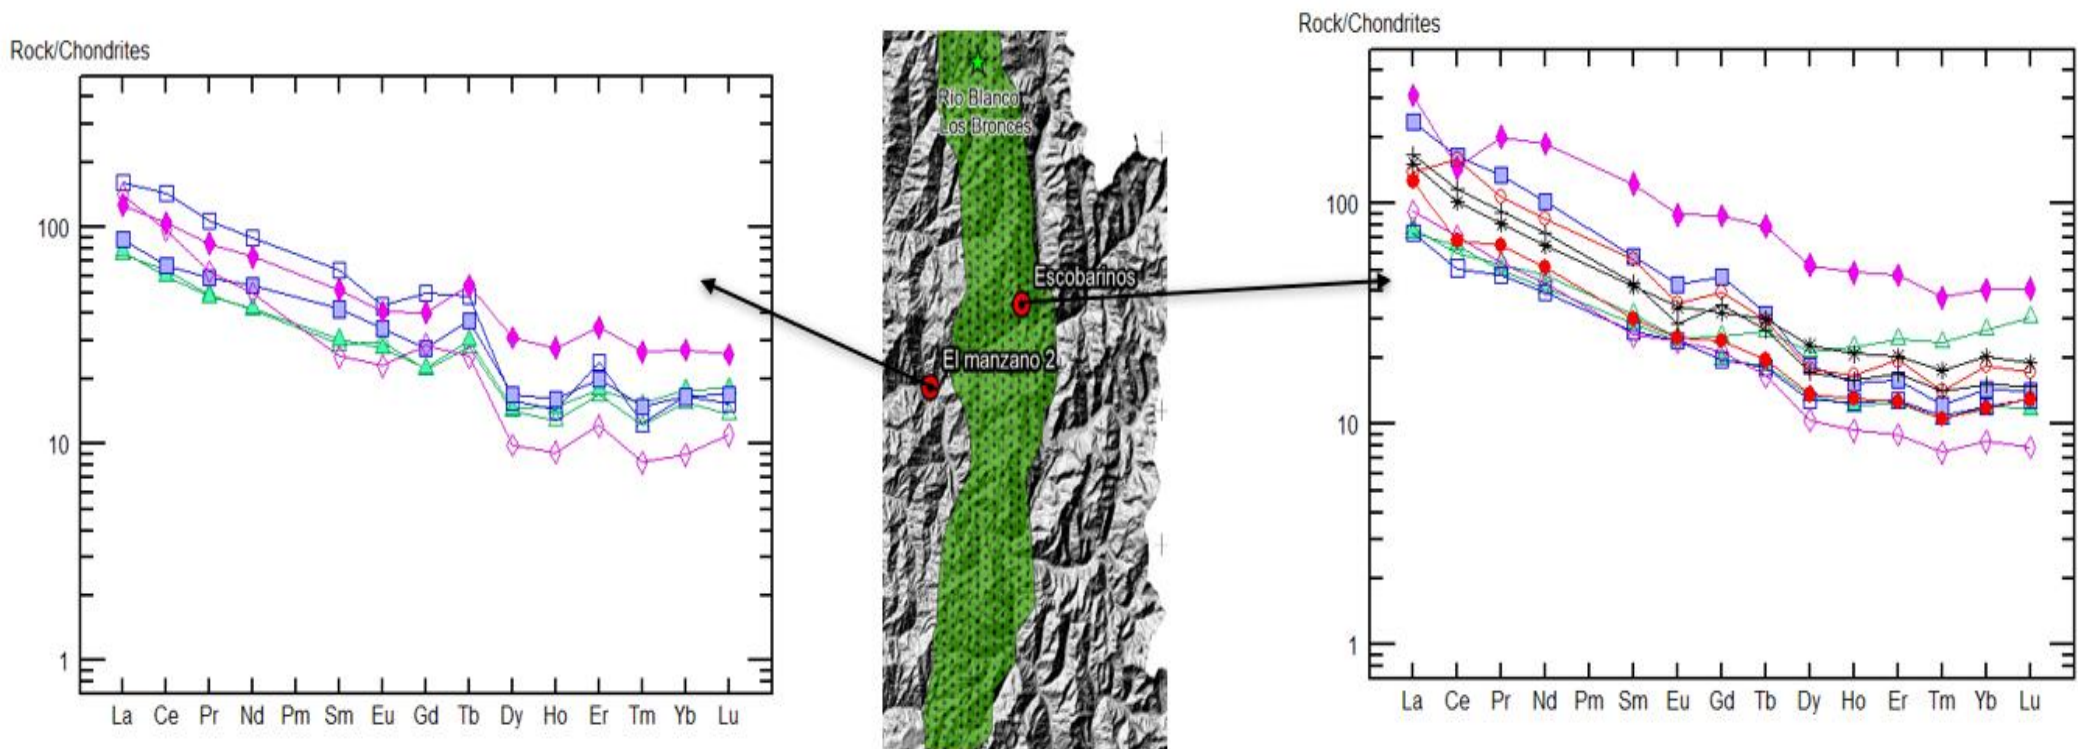 Rock/Chondrites
100
10
1
La Ce Pr Nd Pm Sm Eu Gd Tb Dy Ho Er Tm Yb Lu
Rio Blanco
Los Bronces
Escobarinos
El manzano 2
Rock/Chondrites
100
10
1
La Ce Pr Nd Pm Sm Eu Gd Tb Dy Ho Er Tm Yb Lu